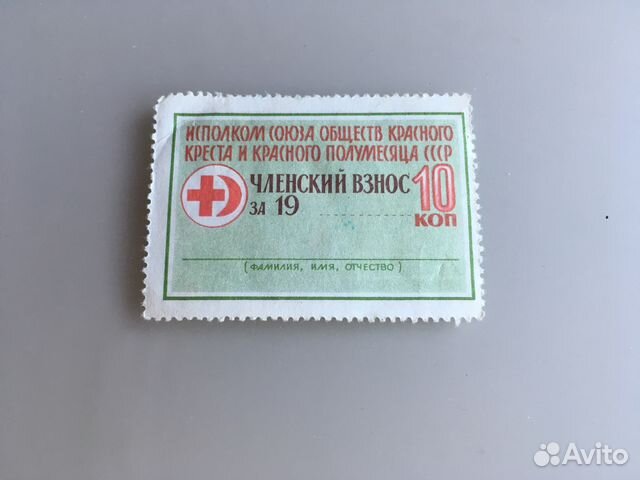 ИСПОЛКОМ СОЮЗА ОБЩЕСТВ КРАСНОГО
КРЕСТА И КРАСНОГО ПОЛУМЕСЯЦА СССР
ЧЛЕНСКИЙ ВЗНОС
ЗА 19
10
КОП
(ФАМИЛИЯ, ИМЯ, ОТЧЕСТВО)
Avito